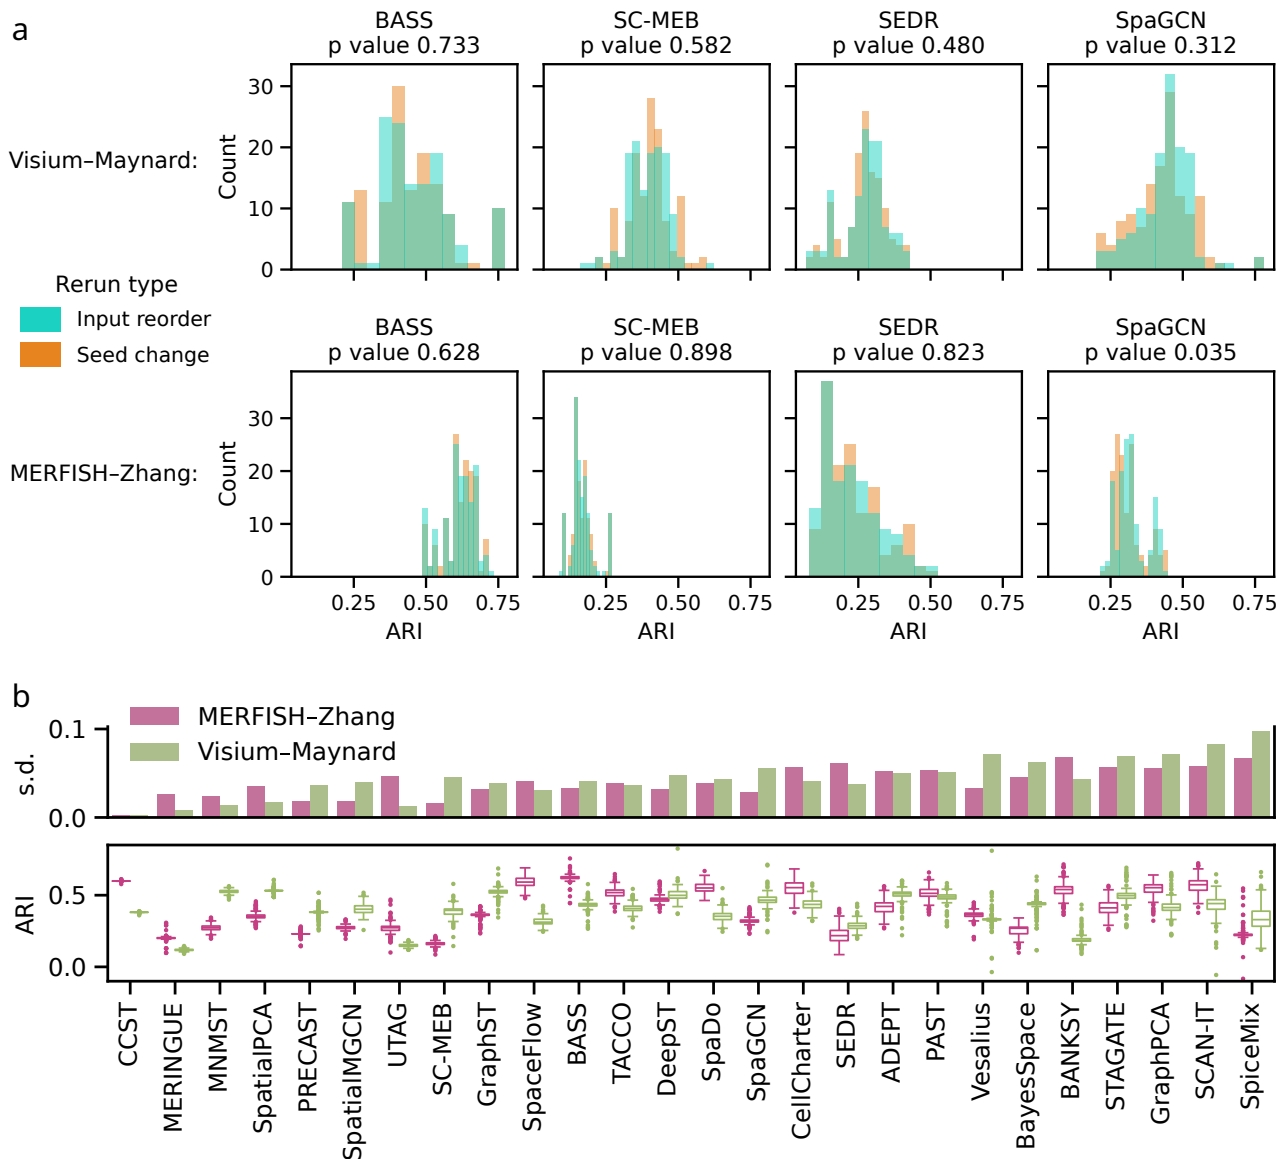 a
BASS
p value 0.733
SC-MEB
p value 0.582
SEDR
p value 0.480
SpaGCN
p value 0.312
Visium–Maynard:
Count
30
20
10
0
Rerun type
Input reorder
Seed change
BASS
p value 0.628
SC-MEB
p value 0.898
SEDR
p value 0.823
SpaGCN
p value 0.035
MERFISH–Zhang:
Count
30
20
10
0
0.25 0.50 0.75
0.25 0.50 0.75
0.25 0.50 0.75
0.25 0.50 0.75
ARI
ARI
ARI
ARI
b
MERFISH–Zhang
Visium–Maynard
s.d.
0.1
0.0
ARI
0.5
0.0
CCST
MERINGUE
MNMST
SpatialPCA
PRECAST
SpatialMGCN
UTAG
SC-MEB
GraphST
SpaceFlow
BASS
TACCO
DeepST
SpaDo
SpaGCN
CellCharter
SEDR
ADEPT
PAST
Vesalius
BayesSpace
BANKSY
STAGATE
GraphPCA
SCAN-IT
SpiceMix